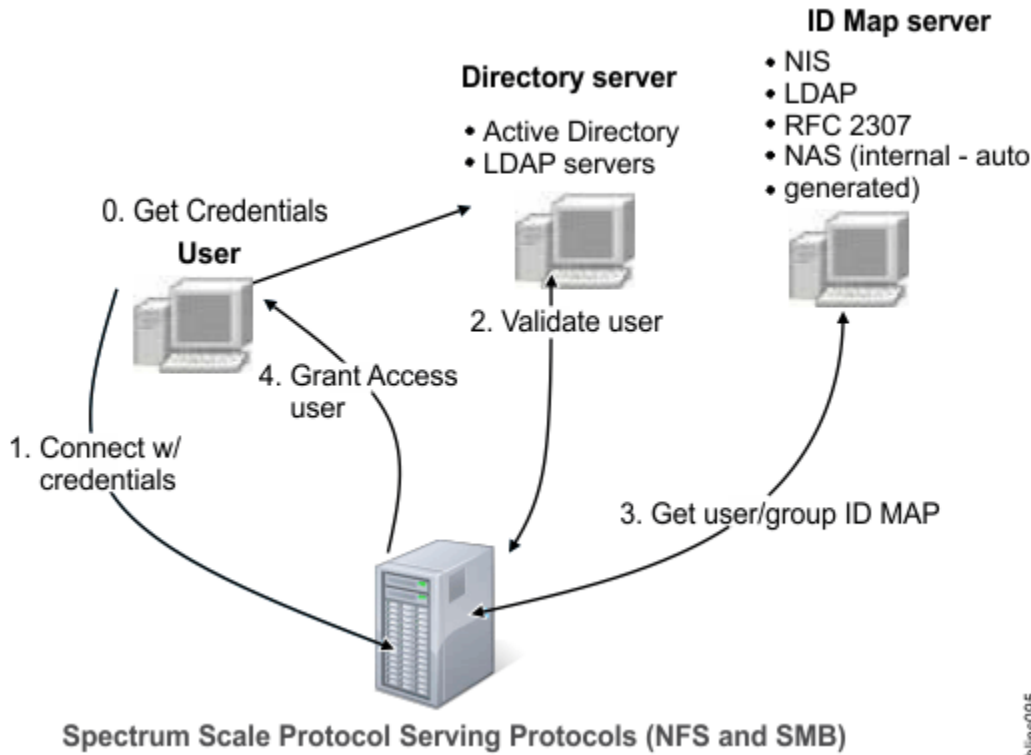 ID Map server
• NIS
• LDAP
• RFC 2307
• NAS (internal - auto
• generated)
Directory server
• Active Directory
• LDAP servers
0. Get Credentials
User
2. Validate user
4. Grant Access
user
1. Connect w/
credentials
3. Get user/group ID MAP
Spectrum Scale Protocol Serving Protocols (NFS and SMB)